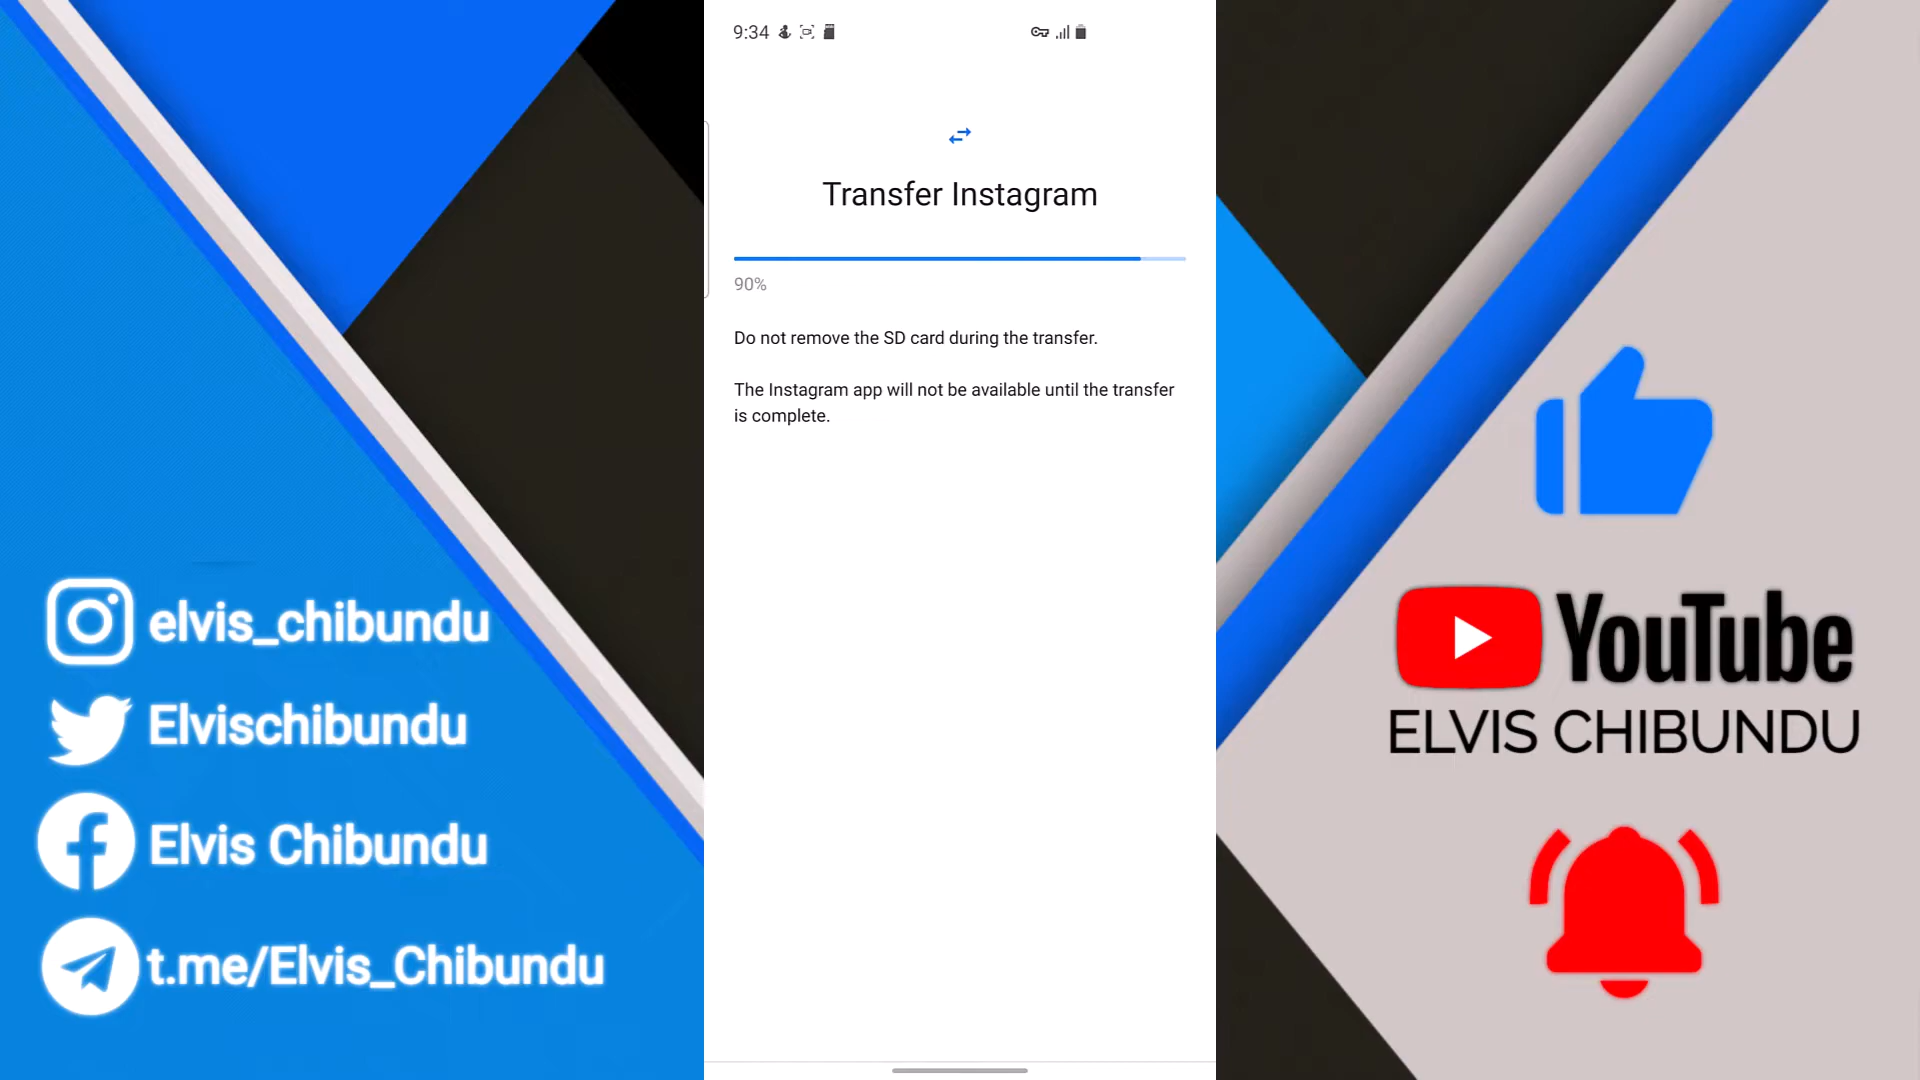 9:34
Transfer Instagram
90%
Do not remove the SD card during the transfer.
The Instagram app will not be available until the transfer
is complete.
elvis_chibundu
Elvischibundu
Elvis Chibundu
t.me/Elvis_Chibundu
YouTube
ELVIS CHIBUNDU